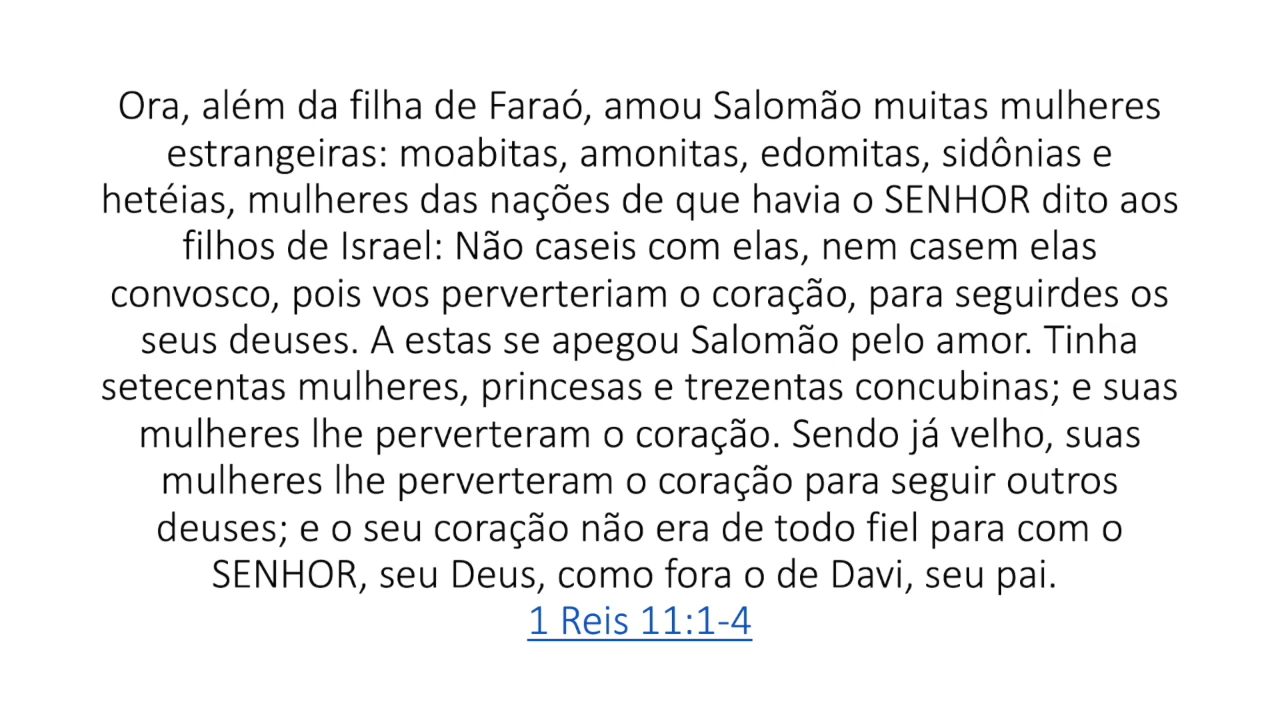 Ora, além da filha de Faraó, amou Salomão muitas mulheres
estrangeiras: moabitas, amonitas, edomitas, sidônias e
hetéias, mulheres das nações de que havia o SENHOR dito aos
filhos de Israel: Não caseis com elas, nem casem elas
convosco, pois vos perverteriam o coração, para seguirdes os
seus deuses. A estas se apegou Salomão pelo amor. Tinha
setecentas mulheres, princesas e trezentas concubinas; e suas
mulheres lhe perverteram o coração. Sendo já velho, suas
mulheres lhe perverteram o coração para seguir outros
deuses; e o seu coração não era de todo fiel para com o
SENHOR, seu Deus, como fora o de Davi, seu pai.
1 Reis 11:1-4